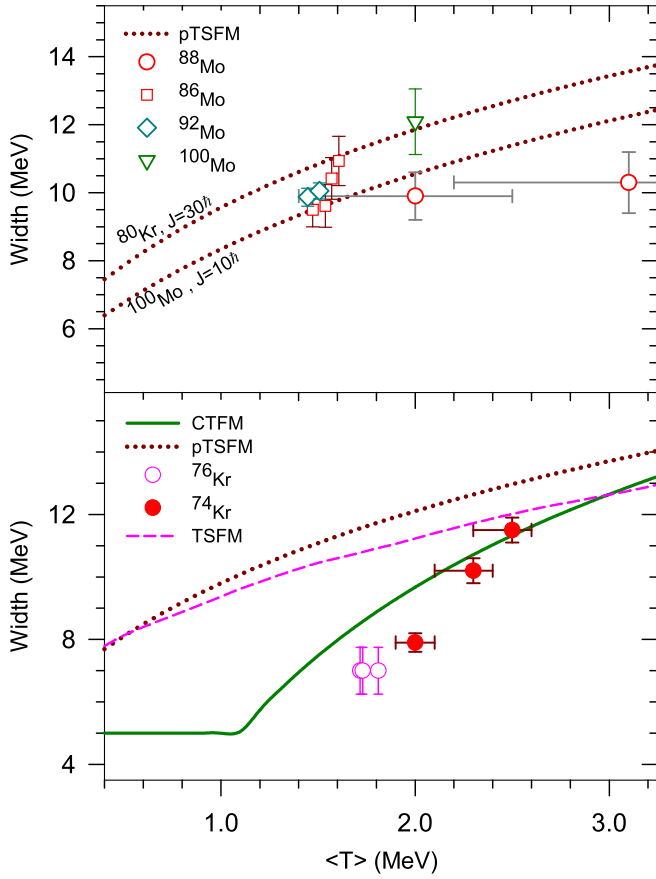 pTSFM
88Mo
86Mo
92Mo
100Mo
14
12
10
8
6
Width (MeV)
80Kr, J=30ℏ
100Mo , J=10ℏ
CTFM
pTSFM
76Kr
74Kr
TSFM
12
8
4
Width (MeV)
1.0 2.0 3.0
<T> (MeV)